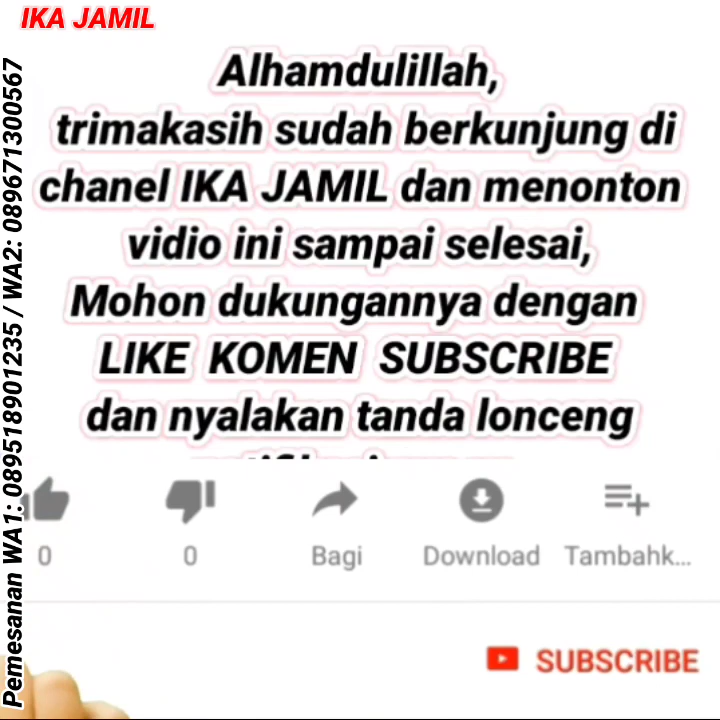 IKA JAMIL
Pemesanan WA1: 089518901235 / WA2: 089671300567
Alhamdulillah,
trimakasih sudah berkunjung di
chanel IKA JAMIL dan menonton
vidio ini sampai selesai,
Mohon dukungannya dengan
LIKE KOMEN SUBSCRIBE
dan nyalakan tanda lonceng
0
0
Bagi
Download
Tambahk...
SUBSCRIBE